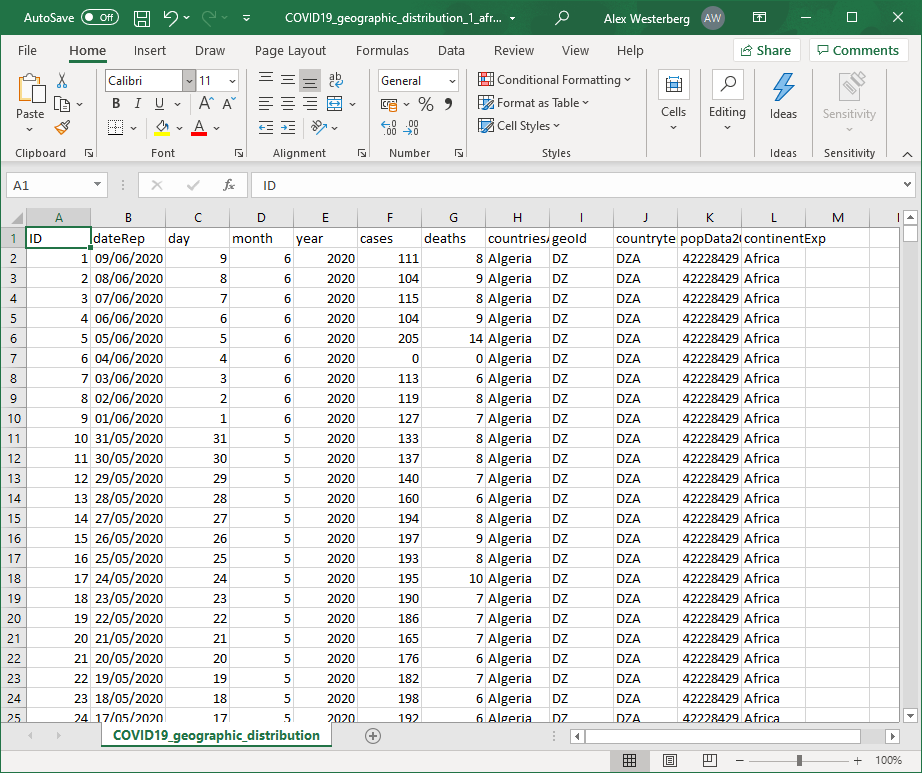 AutoSave Off COVID19_geographic_distribution_1_afr... Alex Westerberg AW
File Home Insert Draw Page Layout Formulas Data Review View Help Share Comments
Calibri 11 General Conditional Formatting
Paste B I U ab c % Format as Table Cells Editing Ideas Sensitivity
A .00 .0 Cell Styles
Clipboard Font Alignment Number Styles Ideas Sensitivity
A1 fx ID
A B C D E F G H I J K L M
1 ID dateRep day month year cases deaths countries geoId countryte popData2 continentExp
2 1 09/06/2020 9 6 2020 111 8 Algeria DZ DZA 42228429 Africa
3 2 08/06/2020 8 6 2020 104 9 Algeria DZ DZA 42228429 Africa
4 3 07/06/2020 7 6 2020 115 8 Algeria DZ DZA 42228429 Africa
5 4 06/06/2020 6 6 2020 104 9 Algeria DZ DZA 42228429 Africa
6 5 05/06/2020 5 6 2020 205 14 Algeria DZ DZA 42228429 Africa
7 6 04/06/2020 4 6 2020 0 0 Algeria DZ DZA 42228429 Africa
8 7 03/06/2020 3 6 2020 113 6 Algeria DZ DZA 42228429 Africa
9 8 02/06/2020 2 6 2020 119 8 Algeria DZ DZA 42228429 Africa
10 9 01/06/2020 1 6 2020 127 7 Algeria DZ DZA 42228429 Africa
11 10 31/05/2020 31 5 2020 133 8 Algeria DZ DZA 42228429 Africa
12 11 30/05/2020 30 5 2020 137 8 Algeria DZ DZA 42228429 Africa
13 12 29/05/2020 29 5 2020 140 7 Algeria DZ DZA 42228429 Africa
14 13 28/05/2020 28 5 2020 160 6 Algeria DZ DZA 42228429 Africa
15 14 27/05/2020 27 5 2020 194 8 Algeria DZ DZA 42228429 Africa
16 15 26/05/2020 26 5 2020 197 9 Algeria DZ DZA 42228429 Africa
17 16 25/05/2020 25 5 2020 193 8 Algeria DZ DZA 42228429 Africa
18 17 24/05/2020 24 5 2020 195 10 Algeria DZ DZA 42228429 Africa
19 18 23/05/2020 23 5 2020 190 7 Algeria DZ DZA 42228429 Africa
20 19 22/05/2020 22 5 2020 186 7 Algeria DZ DZA 42228429 Africa
21 20 21/05/2020 21 5 2020 165 7 Algeria DZ DZA 42228429 Africa
22 21 20/05/2020 20 5 2020 176 6 Algeria DZ DZA 42228429 Africa
23 22 19/05/2020 19 5 2020 182 7 Algeria DZ DZA 42228429 Africa
24 23 18/05/2020 18 5 2020 198 6 Algeria DZ DZA 42228429 Africa
25 24 17/05/2020 17 5 2020 192 6 Algeria DZ DZA 42228429 Africa
COVID19_geographic_distribution
100%